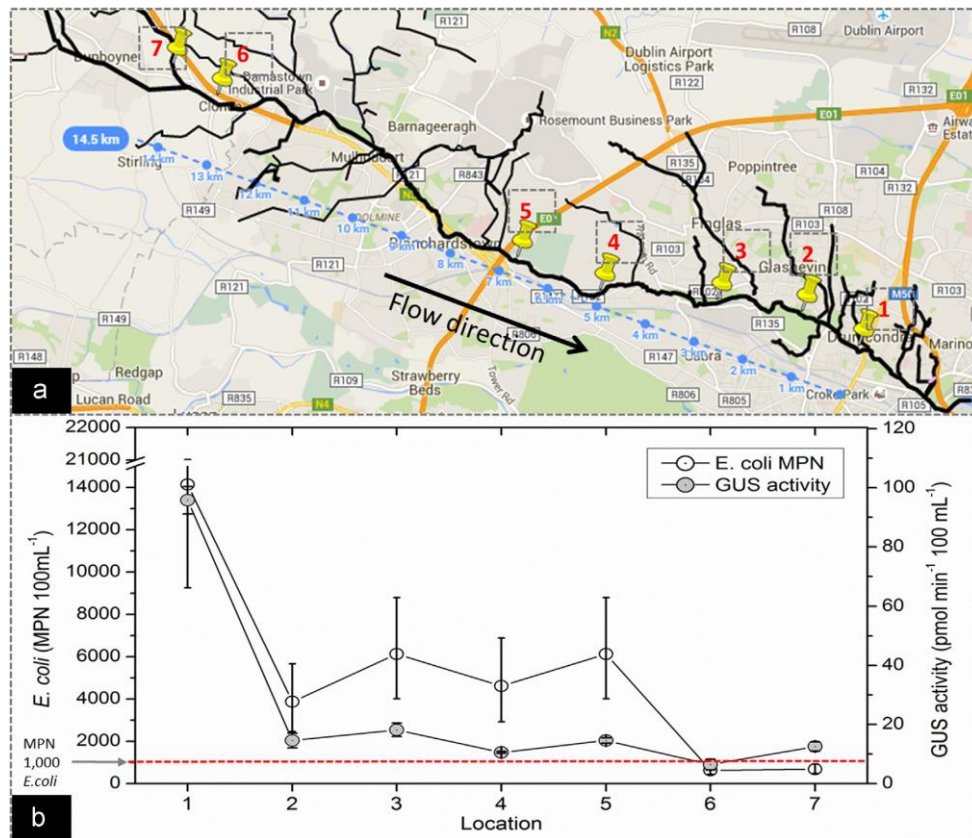 R121
R121
R108
Dublin Airport
N2
Dublin Airport
Logistics Park
R122
R132
E01
E01
7
6
Dunboyne
Damastown
Industrial Park
Clonee
Barnageeragh
Rosemount Business Park
14.5 km
Stirling
14 km
13 km
12 km
11 km
10 km
9 km
8 km
7 km
6 km
5 km
4 km
3 km
2 km
1 km
Mulhuddart
R121
R843
R135
R104
Poppintree
R132
R149
Blanchardstown
E01
5
4
R103
Finglas
3
R108
R103
2
Glasnevin
R102
R121
R121
R135
M50
R103
1
Drumcondra
Marino
Flow direction
R149
R806
R147
Cabra
R148
Redgap
R109
Strawberry
Beds
Tower Rd
R806
R805
Croke Park
R105
Lucan Road
R835
N4
a
22000
21000
14000
12000
10000
8000
6000
4000
2000
0
E. coli (MPN 100mL-1)
MPN
1,000
E.coli
E. coli MPN
GUS activity
120
100
80
60
40
20
0
GUS activity (pmol min-1 100 mL-1)
1 2 3 4 5 6 7
Location
b